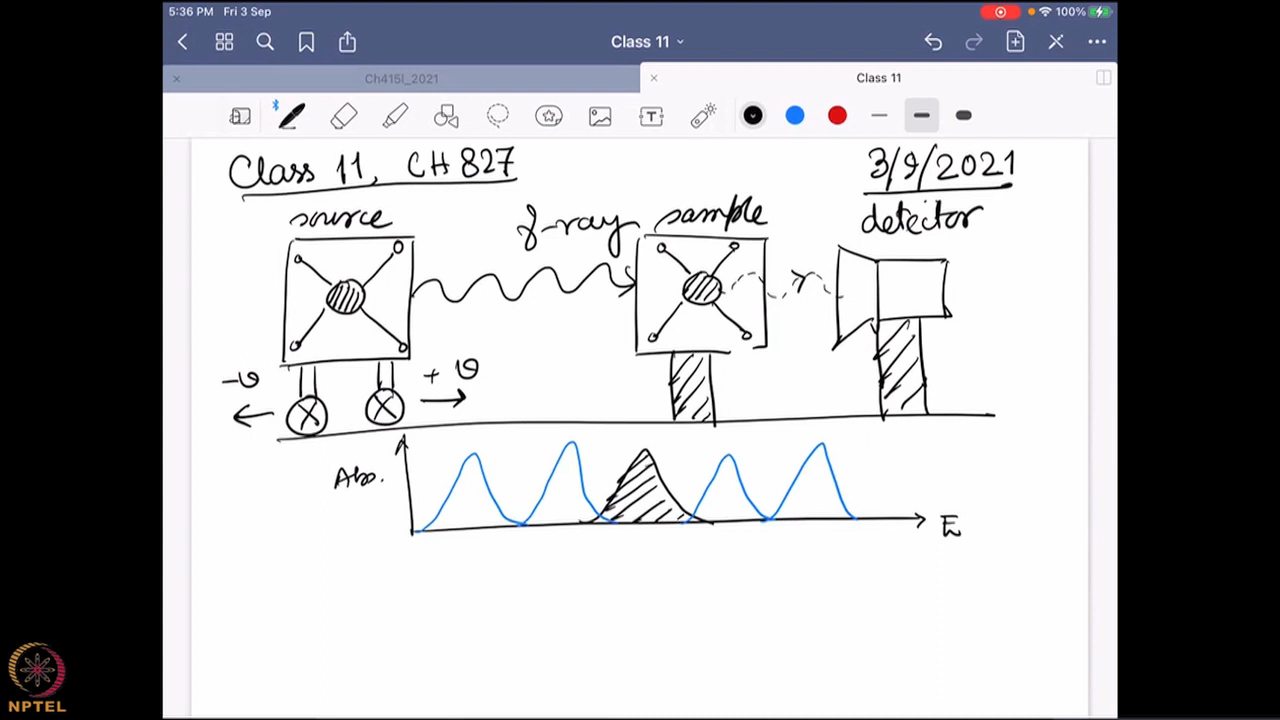 5:36 PM Fri 3 Sep 100%
Class 11
Ch415I_2021 Class 11
Class 11, CH 827 3/9/2021
source γ-ray sample detector
-v + v
Abs.
E
NPTEL